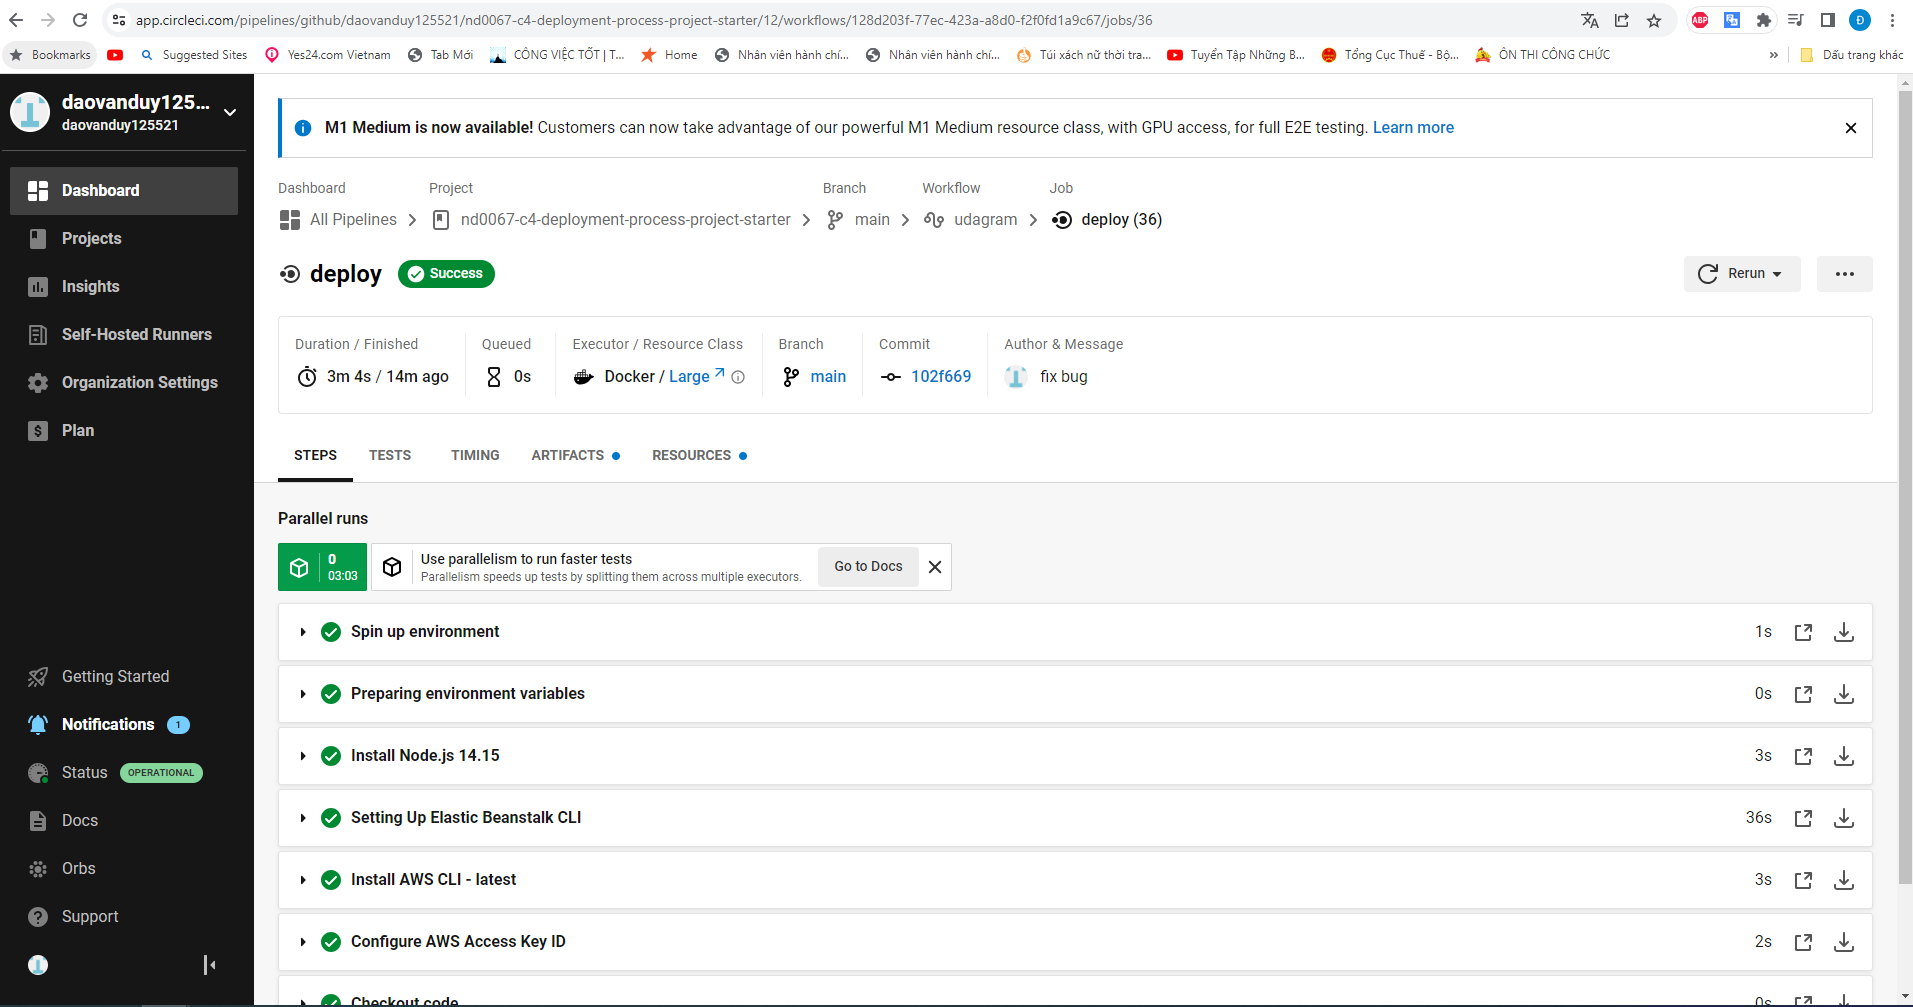 app.circleci.com/pipelines/github/daovanduy125521/nd0067-c4-deployment-process-project-starter/12/workflows/128d203f-77ec-423a-a8d0-f2f0fd1a9c67/jobs/36
ABP
Đ
Bookmarks
Suggested Sites
Yes24.com Vietnam
Tab Mới
CÔNG VIỆC TỐT | T...
Home
Nhân viên hành chí...
Nhân viên hành chí...
Túi xách nữ thời tra...
Tuyển Tập Những B...
Tổng Cục Thuế - Bộ...
ÔN THI CÔNG CHỨC
»
Dấu trang khác
daovanduy125...
daovanduy125521
Dashboard
Projects
Insights
Self-Hosted Runners
Organization Settings
Plan
Getting Started
Notifications 1
Status OPERATIONAL
Docs
Orbs
Support
M1 Medium is now available! Customers can now take advantage of our powerful M1 Medium resource class, with GPU access, for full E2E testing. Learn more
Dashboard Project Branch Workflow Job
All Pipelines nd0067-c4-deployment-process-project-starter main udagram deploy (36)
deploy Success
Rerun
Duration / Finished Queued Executor / Resource Class Branch Commit Author & Message
3m 4s / 14m ago 0s Docker / Large main 102f669 fix bug
STEPS TESTS TIMING ARTIFACTS RESOURCES
Parallel runs
0
03:03
Use parallelism to run faster tests
Parallelism speeds up tests by splitting them across multiple executors.
Go to Docs
Spin up environment 1s
Preparing environment variables 0s
Install Node.js 14.15 3s
Setting Up Elastic Beanstalk CLI 36s
Install AWS CLI - latest 3s
Configure AWS Access Key ID 2s
Checkout code 0s